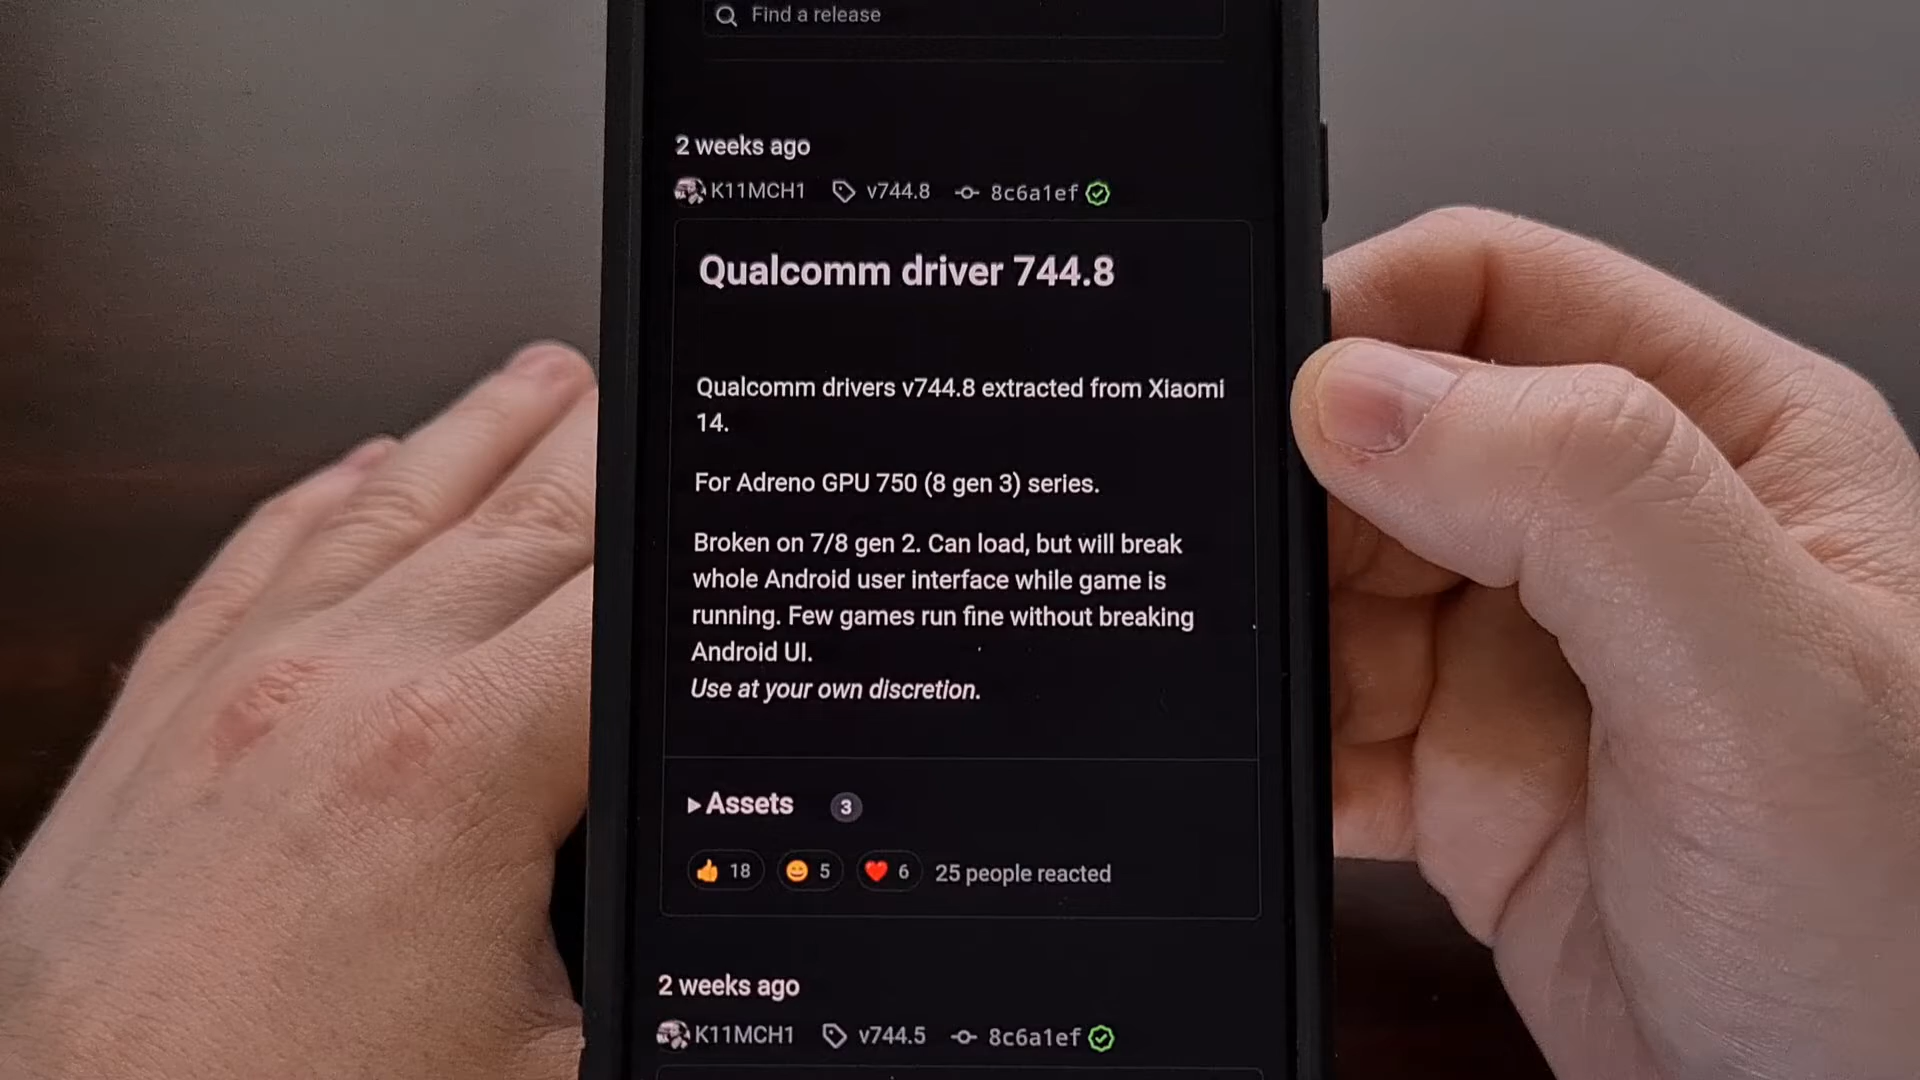 Find a release
2 weeks ago
K11MCH1 v744.8 8c6a1ef
Qualcomm driver 744.8
Qualcomm drivers v744.8 extracted from Xiaomi
14.
For Adreno GPU 750 (8 gen 3) series.
Broken on 7/8 gen 2. Can load, but will break
whole Android user interface while game is
running. Few games run fine without breaking
Android UI.
Use at your own discretion.
Assets 3
18 5 6 25 people reacted
2 weeks ago
K11MCH1 v744.5 8c6a1ef